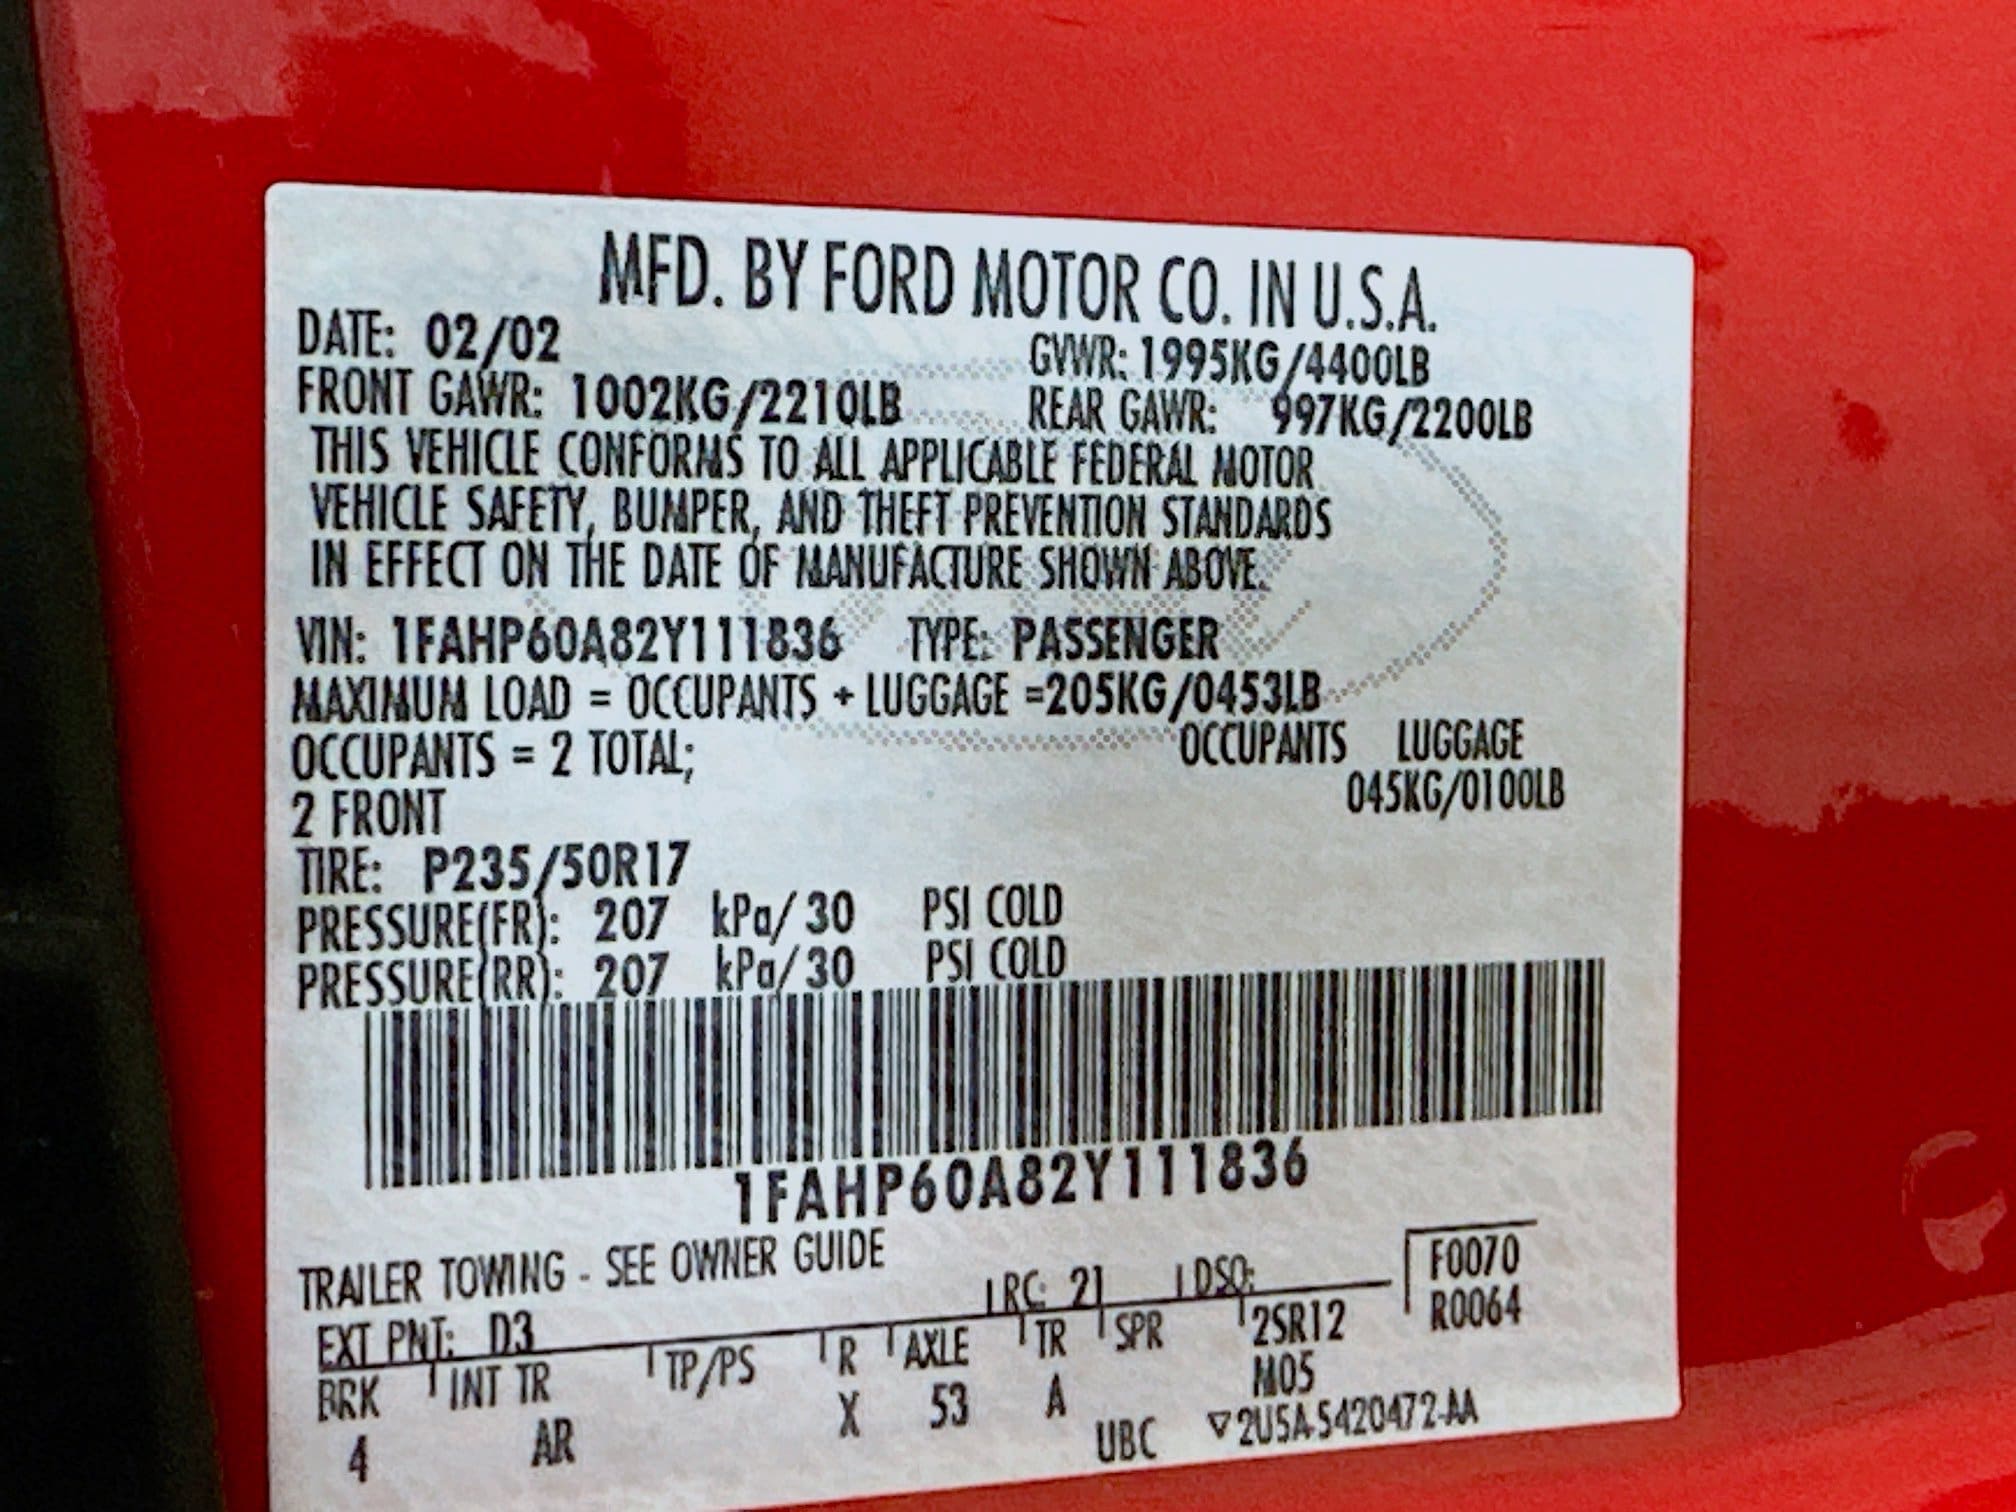 MFD. BY FORD MOTOR CO. IN U.S.A.
DATE: 02/02 GVWR: 1995KG/4400LB
FRONT GAWR: 1002KG/2210LB REAR GAWR: 997KG/2200LB
THIS VEHICLE CONFORMS TO ALL APPLICABLE FEDERAL MOTOR
VEHICLE SAFETY, BUMPER, AND THEFT PREVENTION STANDARDS
IN EFFECT ON THE DATE OF MANUFACTURE SHOWN ABOVE.
VIN: 1FAHP60A82Y111836 TYPE: PASSENGER
MAXIMUM LOAD = OCCUPANTS + LUGGAGE =205KG/0453LB
OCCUPANTS = 2 TOTAL; OCCUPANTS LUGGAGE
2 FRONT 045KG/0100LB
TIRE: P235/50R17
PRESSURE(FR): 207 kPa/30 PSI COLD
PRESSURE(RR): 207 kPa/30 PSI COLD
1FAHP60A82Y111836
TRAILER TOWING - SEE OWNER GUIDE
EXT PNT: D3 RC: 21 DSO: F0070
BRK INT TR TP/PS R AXLE TR SPR 2SR12 R0064
4 AR X 53 A M05
UBC ▽2U5A-5420472-AA